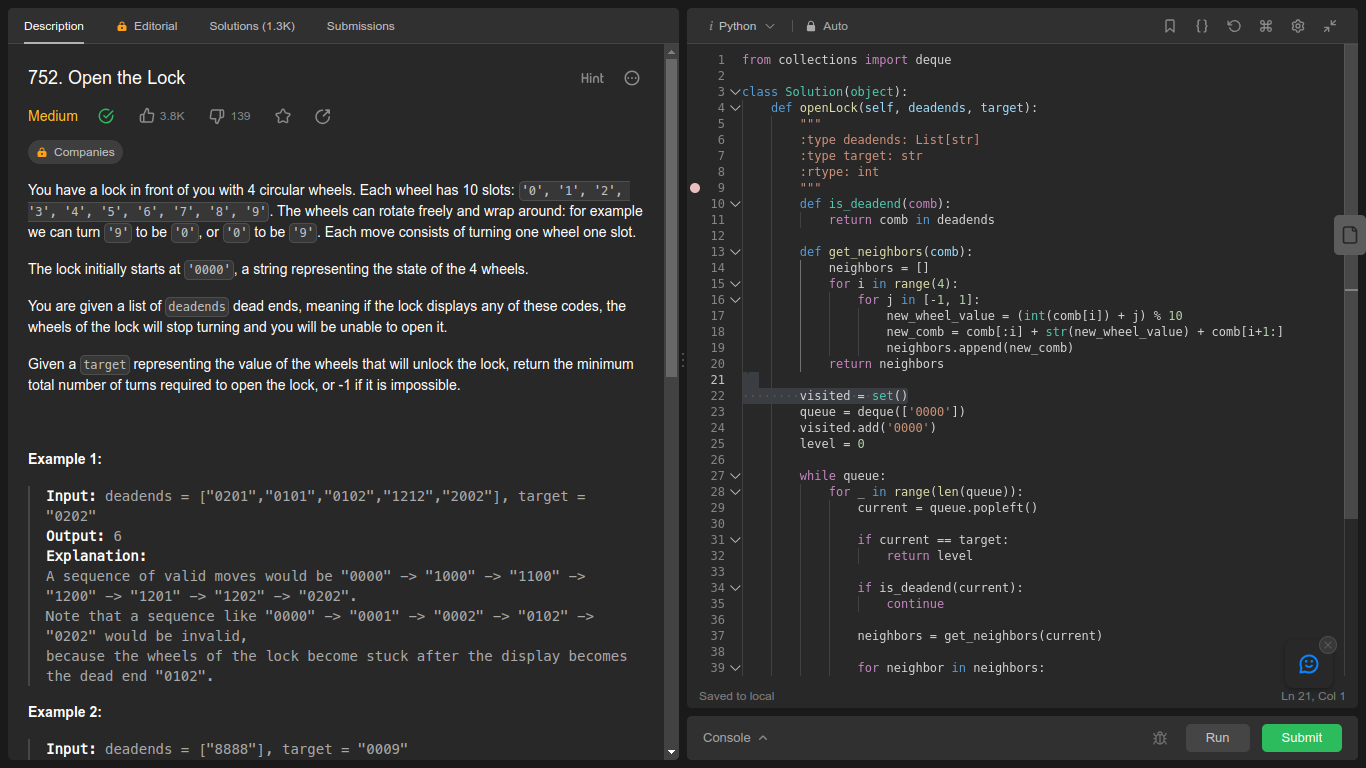 Description
Editorial
Solutions (1.3K)
Submissions
752. Open the Lock
Hint
Medium
3.8K
139
Companies
You have a lock in front of you with 4 circular wheels. Each wheel has 10 slots: '0', '1', '2',
'3', '4', '5', '6', '7', '8', '9'. The wheels can rotate freely and wrap around: for example
we can turn '9' to be '0', or '0' to be '9'. Each move consists of turning one wheel one slot.
The lock initially starts at '0000', a string representing the state of the 4 wheels.
You are given a list of deadends dead ends, meaning if the lock displays any of these codes, the
wheels of the lock will stop turning and you will be unable to open it.
Given a target representing the value of the wheels that will unlock the lock, return the minimum
total number of turns required to open the lock, or -1 if it is impossible.
Example 1:
Input: deadends = ["0201","0101","0102","1212","2002"], target =
"0202"
Output: 6
Explanation:
A sequence of valid moves would be "0000" -> "1000" -> "1100" ->
"1200" -> "1201" -> "1202" -> "0202".
Note that a sequence like "0000" -> "0001" -> "0002" -> "0102" ->
"0202" would be invalid,
because the wheels of the lock become stuck after the display becomes
the dead end "0102".
Example 2:
Input: deadends = ["8888"], target = "0009"
i Python
Auto
1 from collections import deque
2
3 class Solution(object):
4     def openLock(self, deadends, target):
5         """
6         :type deadends: List[str]
7         :type target: str
8         :rtype: int
9         """
10         def is_deadend(comb):
11             return comb in deadends
12
13         def get_neighbors(comb):
14             neighbors = []
15             for i in range(4):
16                 for j in [-1, 1]:
17                     new_wheel_value = (int(comb[i]) + j) % 10
18                     new_comb = comb[:i] + str(new_wheel_value) + comb[i+1:]
19                     neighbors.append(new_comb)
20             return neighbors
21
22         visited = set()
23         queue = deque(['0000'])
24         visited.add('0000')
25         level = 0
26
27         while queue:
28             for _ in range(len(queue)):
29                 current = queue.popleft()
30
31                 if current == target:
32                     return level
33
34                 if is_deadend(current):
35                     continue
36
37                 neighbors = get_neighbors(current)
38
39                 for neighbor in neighbors:
Saved to local
Ln 21, Col 1
Console
Run
Submit